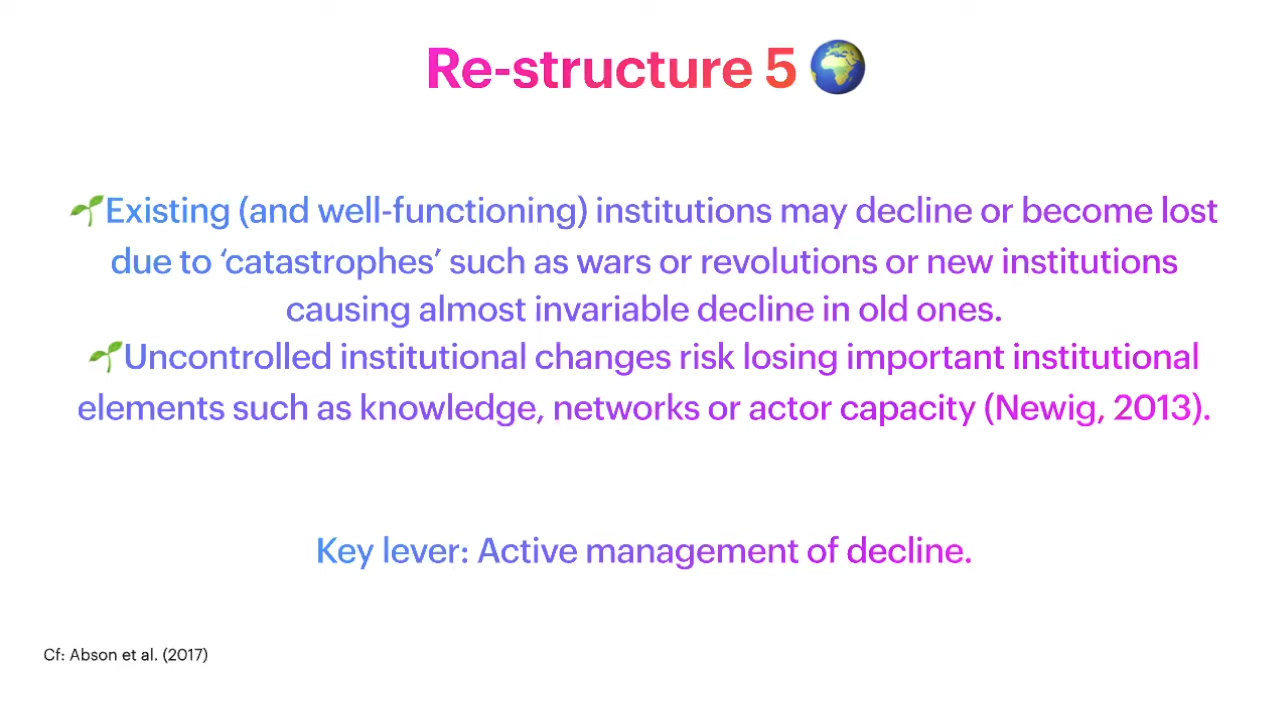 Re-structure 5 🌍
🌱Existing (and well-functioning) institutions may decline or become lost
due to ‘catastrophes’ such as wars or revolutions or new institutions
causing almost invariable decline in old ones.
🌱Uncontrolled institutional changes risk losing important institutional
elements such as knowledge, networks or actor capacity (Newig, 2013).
Key lever: Active management of decline.
Cf: Abson et al. (2017)